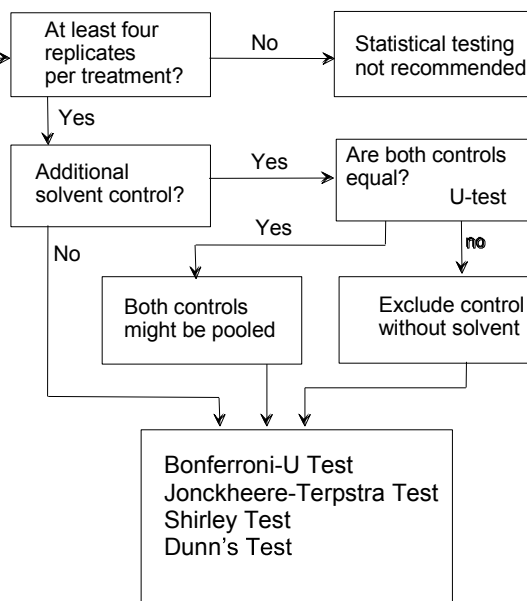 At least four
replicates
per treatment?
No
Statistical testing
not recommended
Yes
Additional
solvent control?
Yes
Are both controls
equal?
U-test
No
Yes
no
Both controls
might be pooled
Exclude control
without solvent
Bonferroni-U Test
Jonckheere-Terpstra Test
Shirley Test
Dunn’s Test